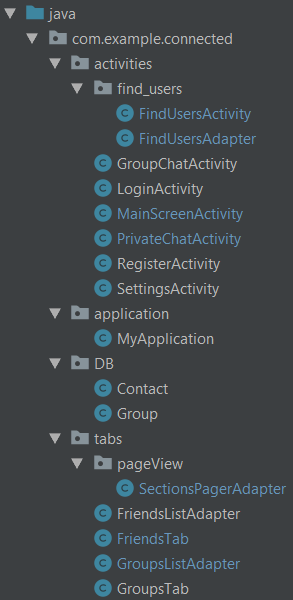 java
com.example.connected
activities
find_users
FindUsersActivity
FindUsersAdapter
GroupChatActivity
LoginActivity
MainScreenActivity
PrivateChatActivity
RegisterActivity
SettingsActivity
application
MyApplication
DB
Contact
Group
tabs
pageView
SectionsPagerAdapter
FriendsListAdapter
FriendsTab
GroupsListAdapter
GroupsTab